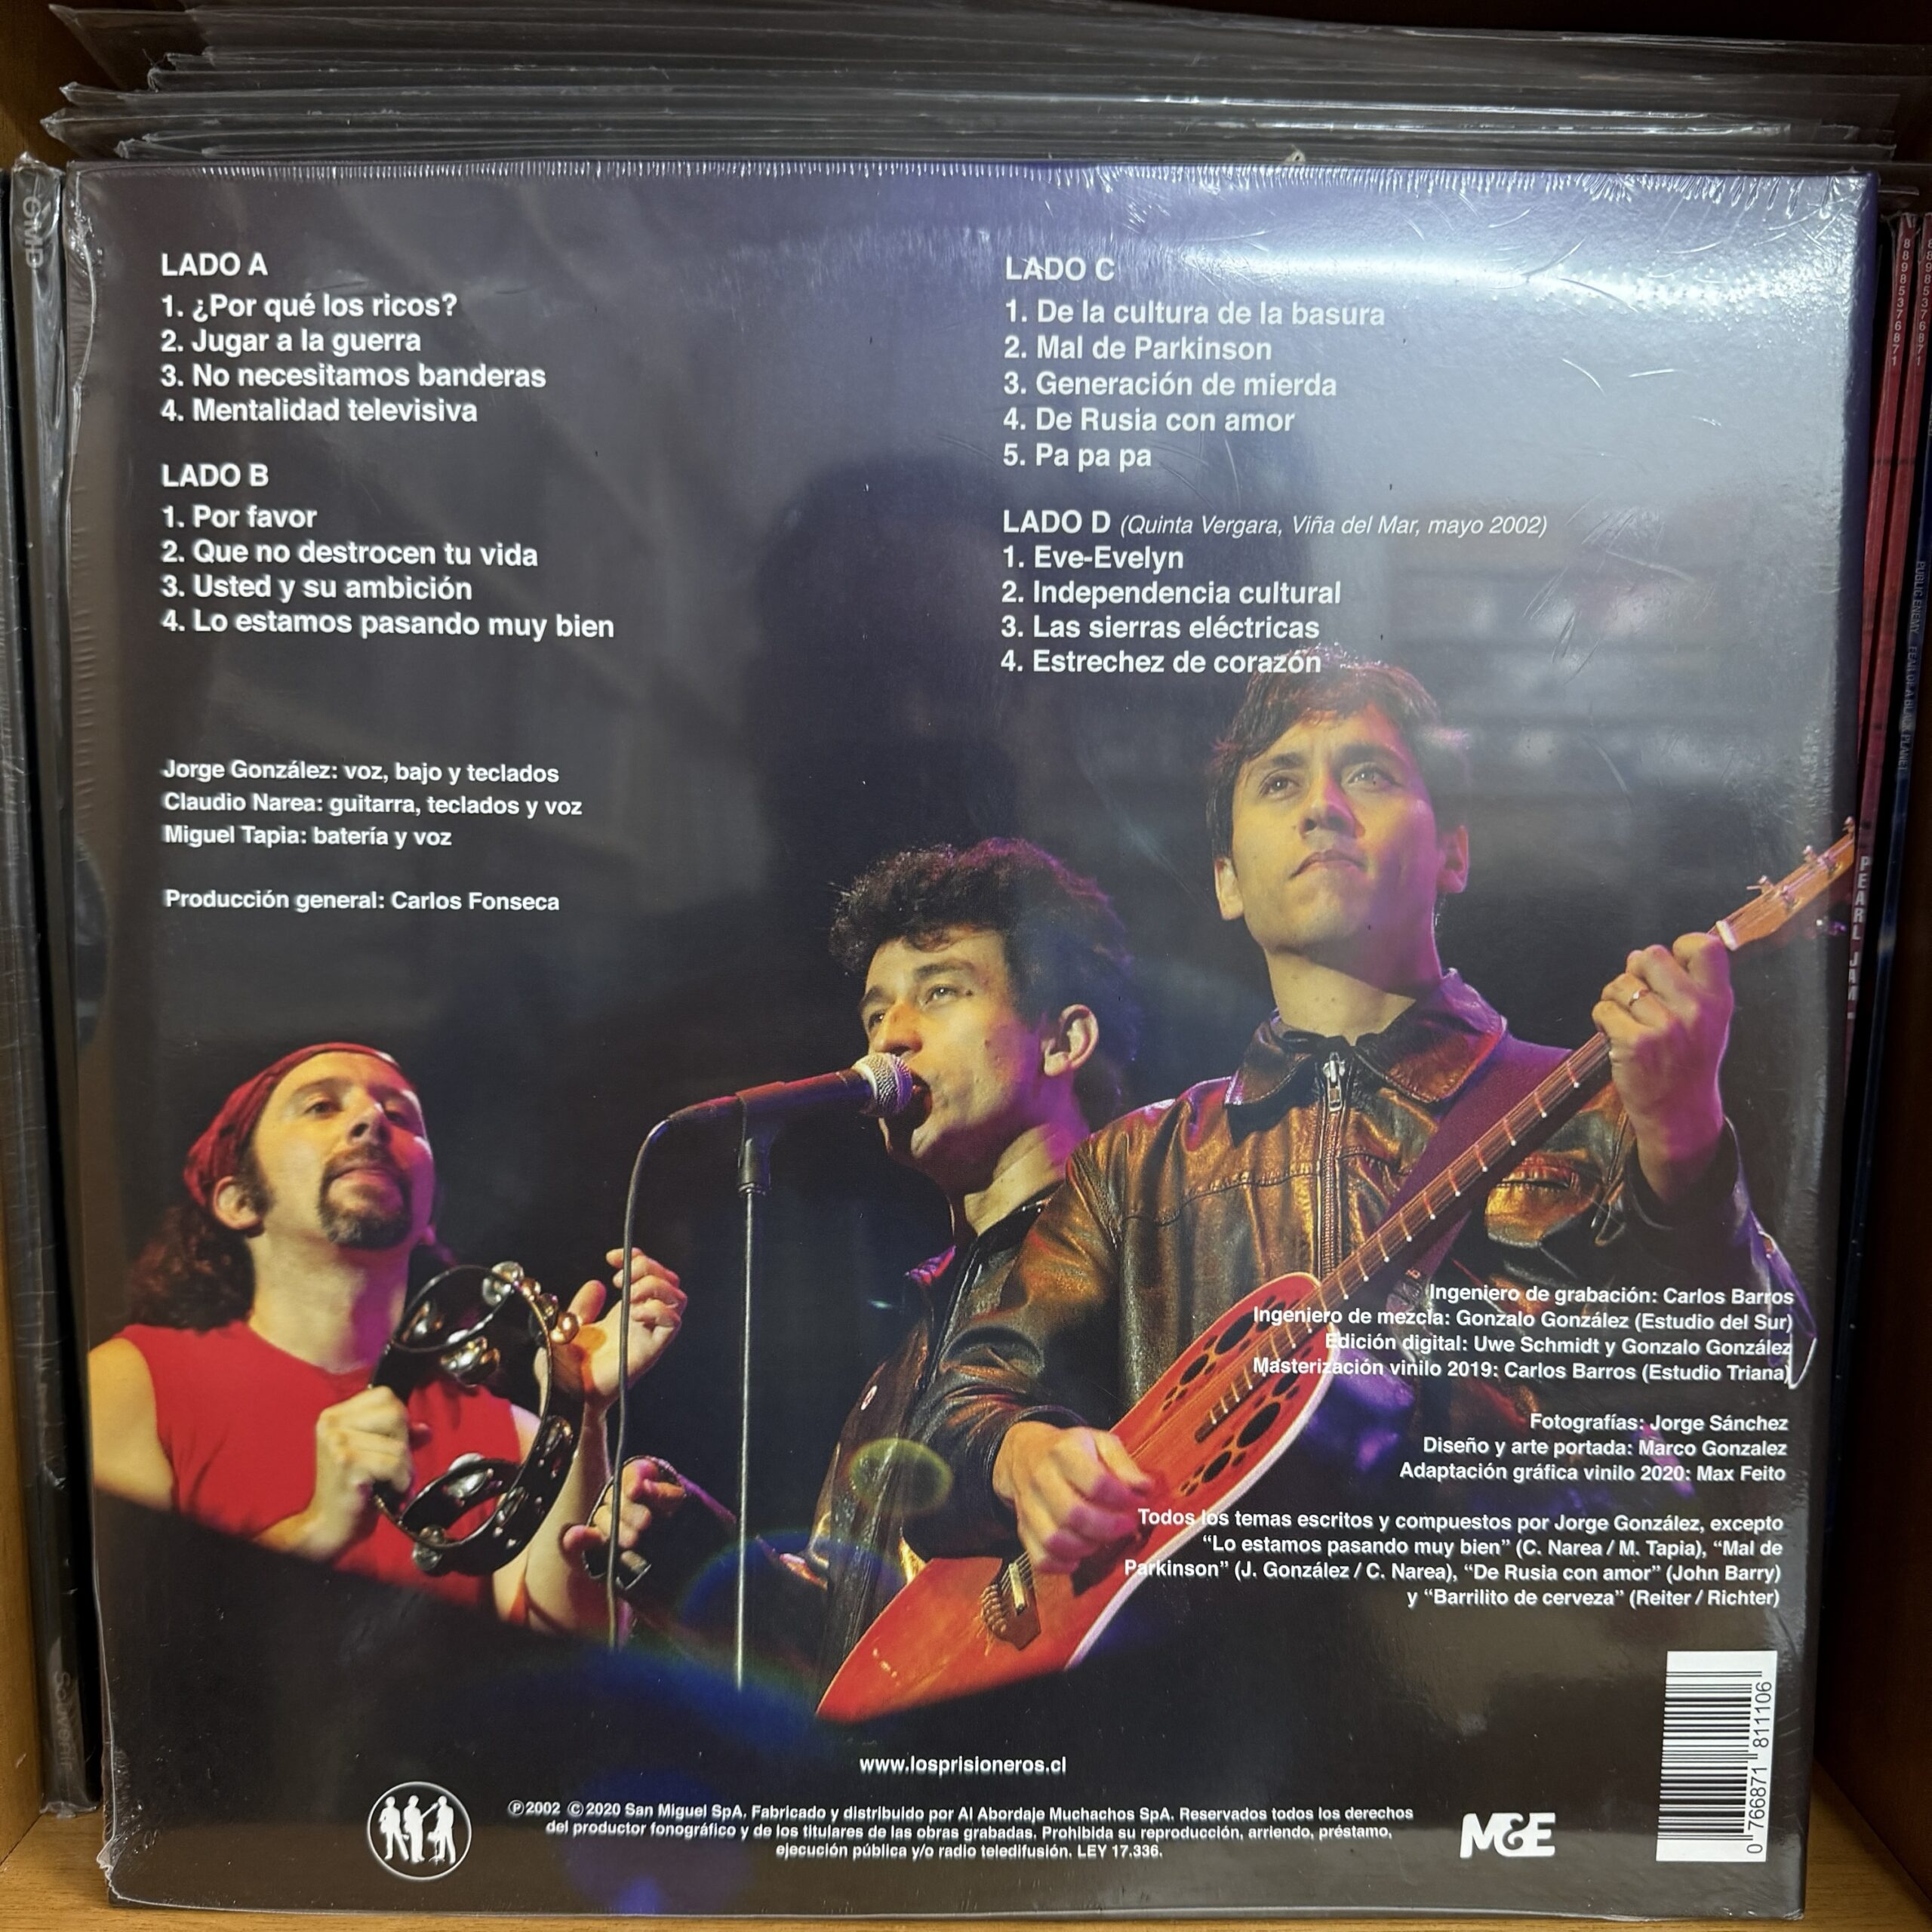 LADO A
1. ¿Por qué los ricos?
2. Jugar a la guerra
3. No necesitamos banderas
4. Mentalidad televisiva
LADO B
1. Por favor
2. Que no destrocen tu vida
3. Usted y su ambición
4. Lo estamos pasando muy bien
LADO C
1. De la cultura de la basura
2. Mal de Parkinson
3. Generación de mierda
4. De Rusia con amor
5. Pa pa pa
LADO D (Quinta Vergara, Viña del Mar, mayo 2002)
1. Eve-Evelyn
2. Independencia cultural
3. Las sierras eléctricas
4. Estrechez de corazón
Jorge González: voz, bajo y teclados
Claudio Narea: guitarra, teclados y voz
Miguel Tapia: batería y voz
Producción general: Carlos Fonseca
Ingeniero de grabación: Carlos Barros
Ingeniero de mezcla: Gonzalo González (Estudio del Sur)
Edición digital: Uwe Schmidt y Gonzalo González
Masterización vinilo 2019: Carlos Barros (Estudio Triana)
Fotografías: Jorge Sánchez
Diseño y arte portada: Marco Gonzalez
Adaptación gráfica vinilo 2020: Max Feito
Todos los temas escritos y compuestos por Jorge González, excepto
“Lo estamos pasando muy bien” (C. Narea / M. Tapia), “Mal de
Parkinson” (J. González / C. Narea), “De Rusia con amor” (John Barry)
y “Barrilito de cerveza” (Reiter / Richter)
www.losprisioneros.cl
Ⓟ2002 ©2020 San Miguel SpA. Fabricado y distribuido por Al Abordaje Muchachos SpA. Reservados todos los derechos
del productor fonográfico y de los titulares de las obras grabadas. Prohibida su reproducción, arriendo, préstamo,
ejecución pública y/o radio teledifusión. LEY 17.336.
M&E
0 766871 811106
PEARL JAM
PUBLIC ENEMY FEAR OF A BLACK PLANET
88985376871